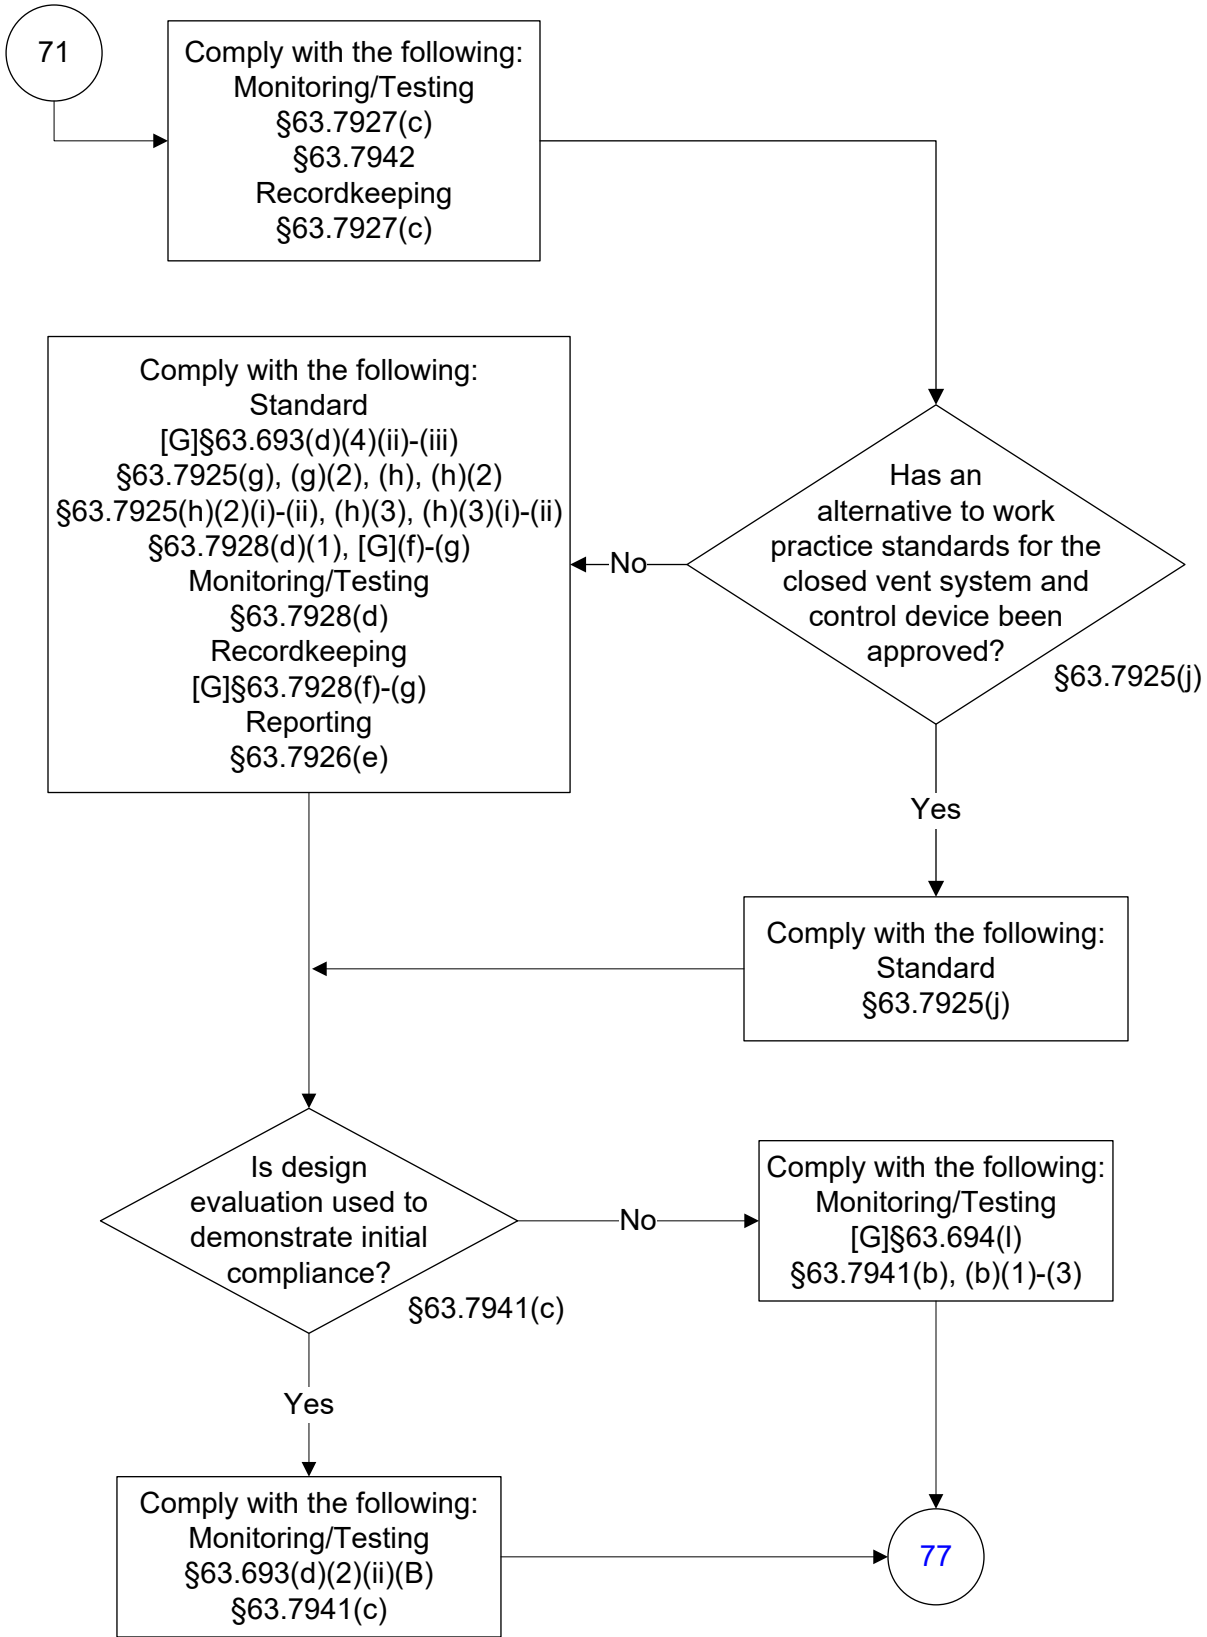 71
Comply with the following:
Monitoring/Testing
§63.7927(c)
§63.7942
Recordkeeping
§63.7927(c)
Has an
alternative to work
practice standards for the
closed vent system and
control device been
approved?
§63.7925(j)
No
Comply with the following:
Standard
[G]§63.693(d)(4)(ii)-(iii)
§63.7925(g), (g)(2), (h), (h)(2)
§63.7925(h)(2)(i)-(ii), (h)(3), (h)(3)(i)-(ii)
§63.7928(d)(1), [G](f)-(g)
Monitoring/Testing
§63.7928(d)
Recordkeeping
[G]§63.7928(f)-(g)
Reporting
§63.7926(e)
Yes
Comply with the following:
Standard
§63.7925(j)
Is design
evaluation used to
demonstrate initial
compliance?
§63.7941(c)
No
Comply with the following:
Monitoring/Testing
[G]§63.694(l)
§63.7941(b), (b)(1)-(3)
Yes
Comply with the following:
Monitoring/Testing
§63.693(d)(2)(ii)(B)
§63.7941(c)
77